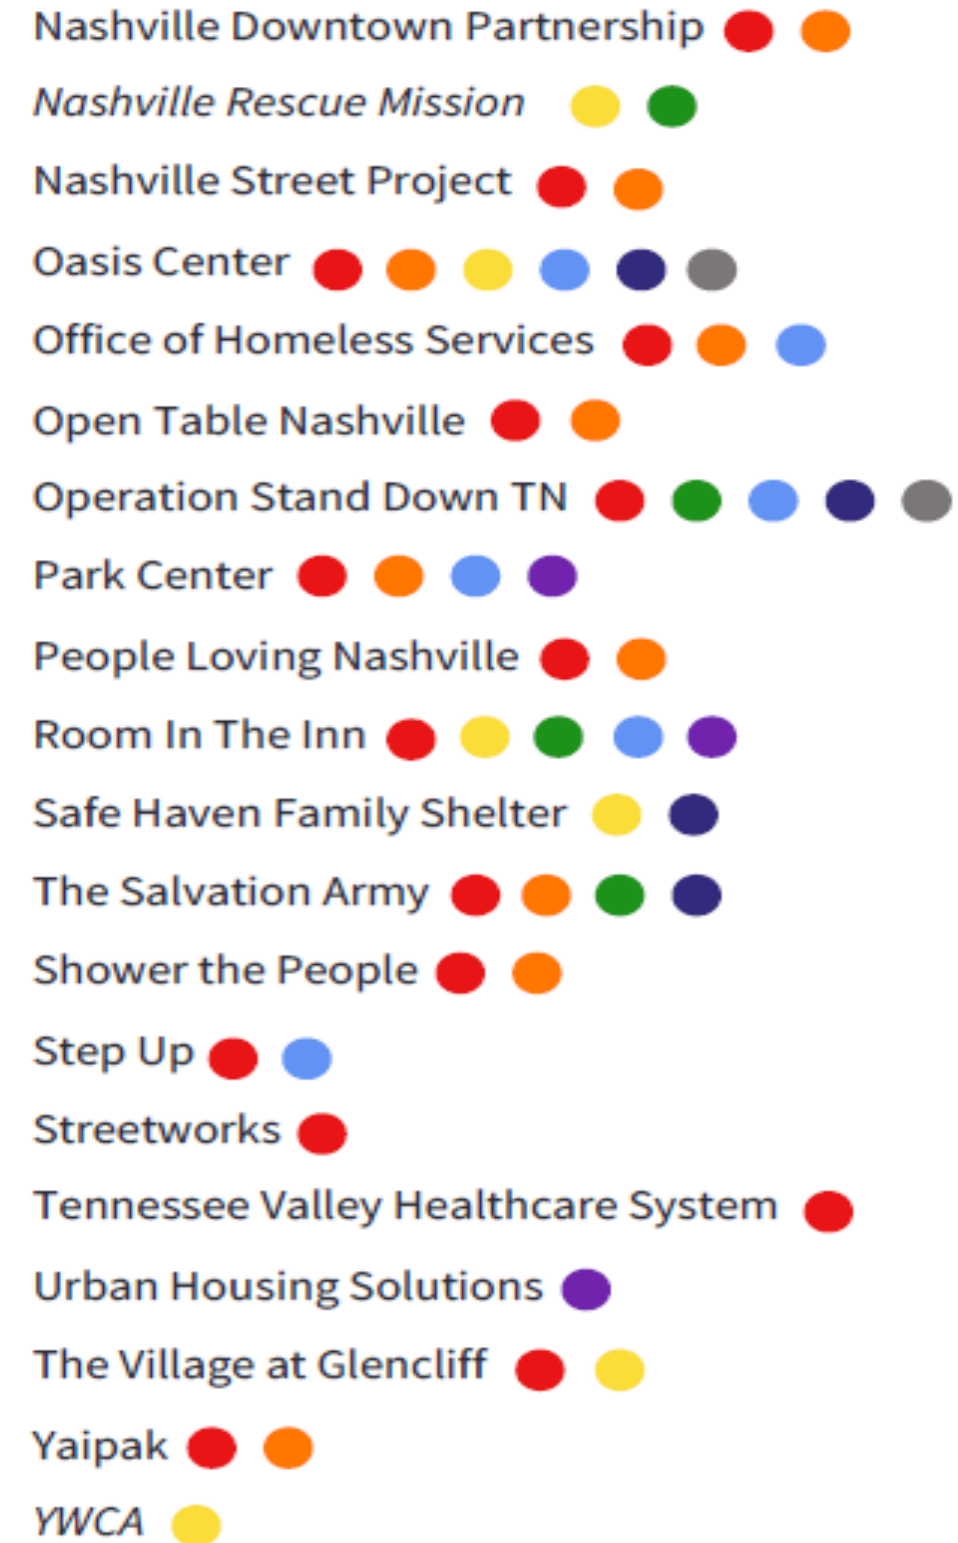 Nashville Downtown Partnership
Nashville Rescue Mission
Nashville Street Project
Oasis Center
Office of Homeless Services
Open Table Nashville
Operation Stand Down TN
Park Center
People Loving Nashville
Room In The Inn
Safe Haven Family Shelter
The Salvation Army
Shower the People
Step Up
Streetworks
Tennessee Valley Healthcare System
Urban Housing Solutions
The Village at Glencliff
Yaipak
YWCA